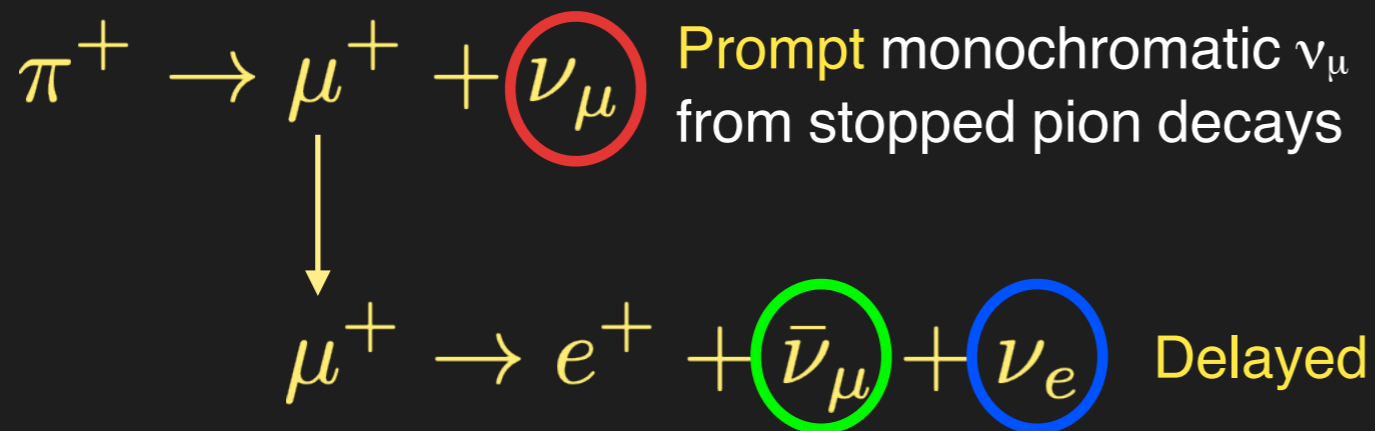 π⁺ → μ⁺ + ν_μ Prompt monochromatic ν_μ
from stopped pion decays
μ⁺ → e⁺ + ν̄_μ + ν_e Delayed